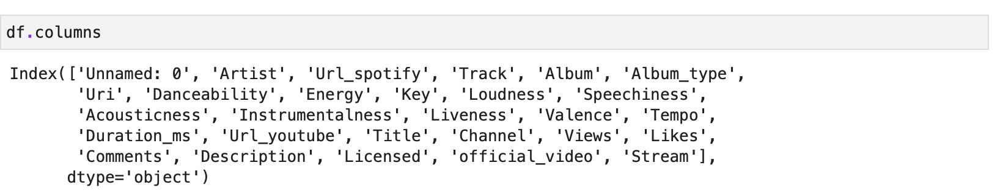 df.columns
Index(['Unnamed: 0', 'Artist', 'Url_spotify', 'Track', 'Album', 'Album_type',
'Uri', 'Danceability', 'Energy', 'Key', 'Loudness', 'Speechiness',
'Acousticness', 'Instrumentalness', 'Liveness', 'Valence', 'Tempo',
'Duration_ms', 'Url_youtube', 'Title', 'Channel', 'Views', 'Likes',
'Comments', 'Description', 'Licensed', 'official_video', 'Stream'],
dtype='object')